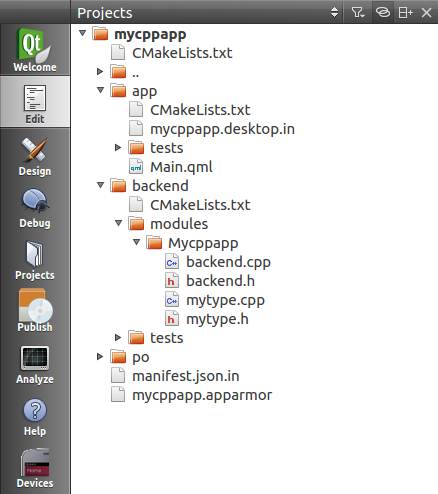 Projects
Qt
Welcome
Edit
Design
Debug
Projects
Publish
Analyze
Help
Devices
mycppapp
CMakeLists.txt
..
app
CMakeLists.txt
mycppapp.desktop.in
tests
qml Main.qml
backend
CMakeLists.txt
modules
Mycppapp
C++ backend.cpp
h backend.h
C++ mytype.cpp
h mytype.h
tests
po
manifest.json.in
mycppapp.apparmor